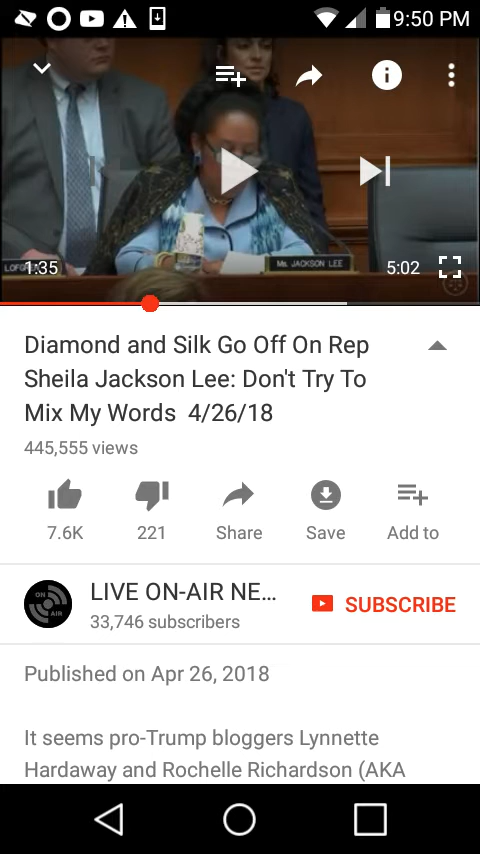 9:50 PM
LOFGREN
1:35
Ms. JACKSON LEE
5:02
Diamond and Silk Go Off On Rep
Sheila Jackson Lee: Don't Try To
Mix My Words 4/26/18
445,555 views
7.6K
221
Share
Save
Add to
ON
AIR
LIVE ON-AIR NE...
33,746 subscribers
SUBSCRIBE
Published on Apr 26, 2018
It seems pro-Trump bloggers Lynnette
Hardaway and Rochelle Richardson (AKA